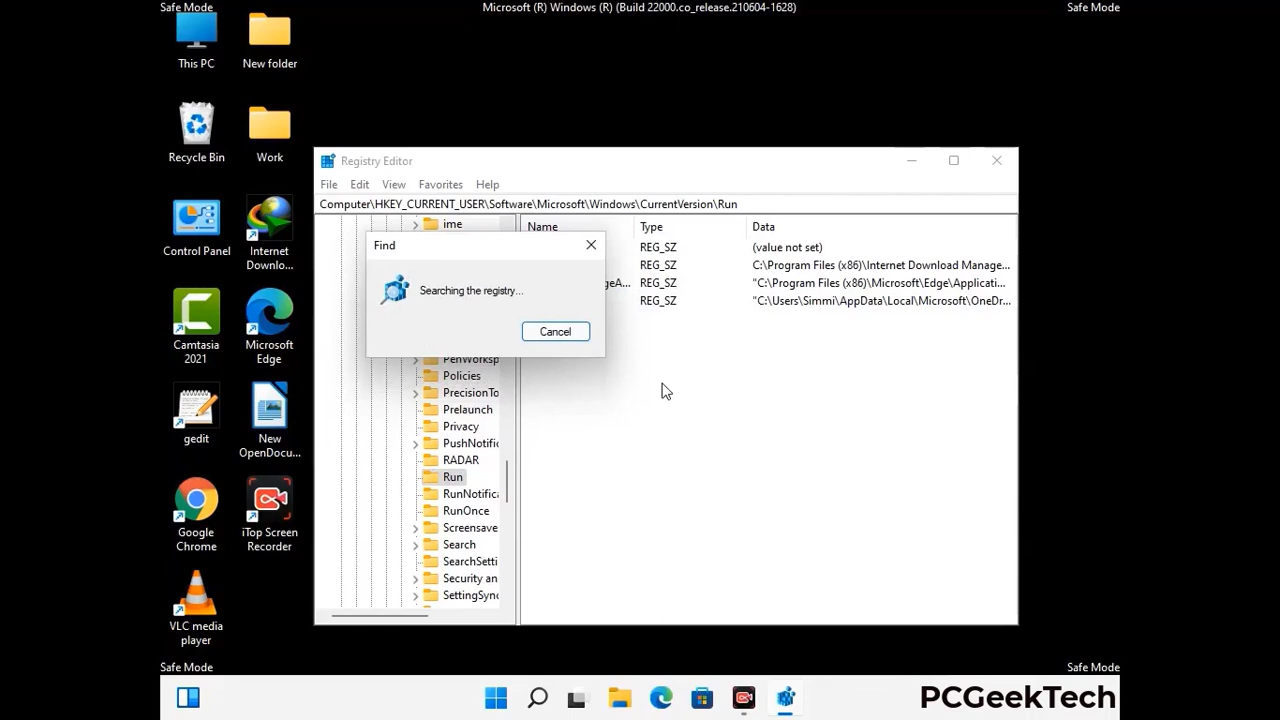 Safe Mode
Microsoft (R) Windows (R) (Build 22000.co_release.210604-1628)
Safe Mode
This PC
New folder
Recycle Bin
Work
Control Panel
Internet
Downlo...
Camtasia
2021
Microsoft
Edge
gedit
New
OpenDocu...
Google
Chrome
iTop Screen
Recorder
VLC media
player
Registry Editor
File Edit View Favorites Help
Computer\HKEY_CURRENT_USER\Software\Microsoft\Windows\CurrentVersion\Run
ime
Policies
PrecisionTo
Prelaunch
Privacy
PushNotific
RADAR
Run
RunNotifica
RunOnce
Screensave
Search
SearchSetti
Security an
SettingSync
Name Type Data
REG_SZ (value not set)
REG_SZ C:\Program Files (x86)\Internet Download Manage...
geA... REG_SZ "C:\Program Files (x86)\Microsoft\Edge\Applicati...
REG_SZ "C:\Users\Simmi\AppData\Local\Microsoft\OneDr...
Find
Searching the registry...
Cancel
Safe Mode
Safe Mode
PCGeekTech